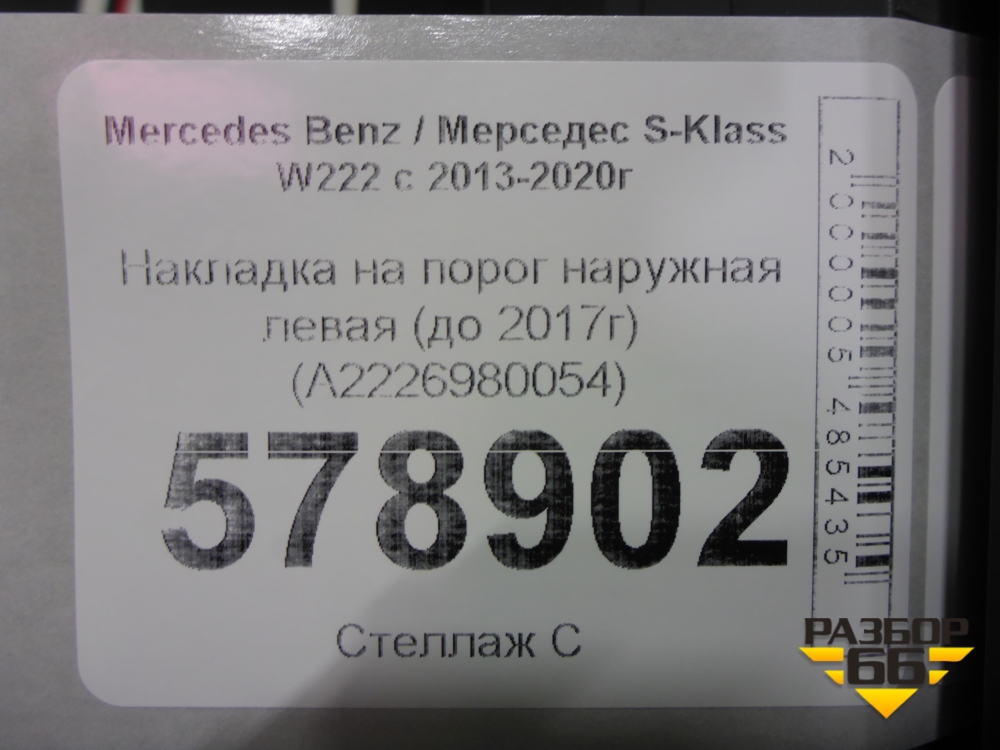 Mercedes Benz / Мерседес S-Klass
W222 с 2013-2020г
Накладка на порог наружная
левая (до 2017г)
(A2226980054)
578902
Стеллаж С
2000005485435
РАЗБОР
66